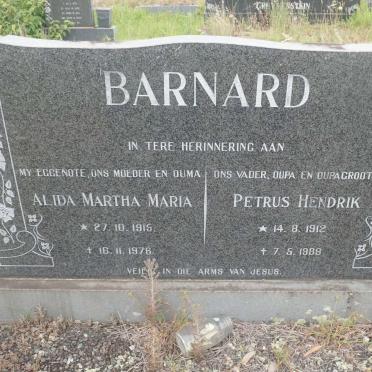 BARNARD
IN TERE HERINNERING AAN
MY EGGENOTE, ONS MOEDER EN OUMA
ALIDA MARTHA MARIA
★ 27. 10. 1915.
✝ 16. 11. 1976.
ONS VADER, OUPA EN OUPAGROOT
PETRUS HENDRIK
★ 14. 8. 1912
✝ 7. 5. 1989
VEILIG IN DIE ARMS VAN JESUS.